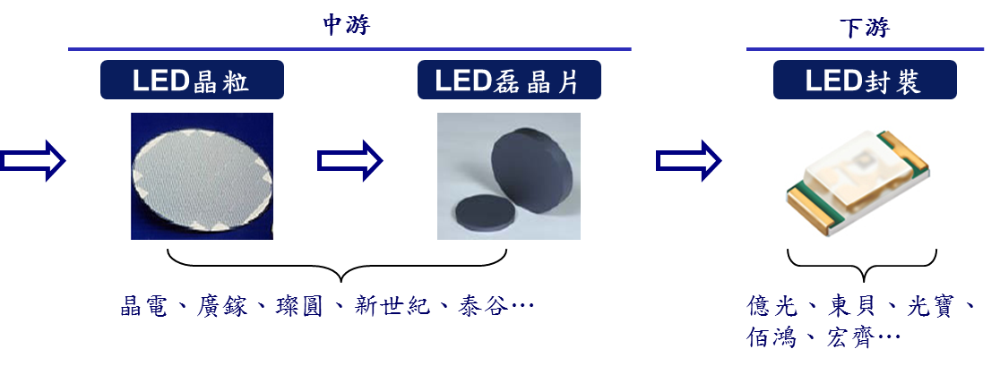 中游
下游
LED晶粒
LED磊晶片
LED封裝
晶電、廣鎵、璨圓、新世紀、泰谷…
億光、東貝、光寶、
佰鴻、宏齊…